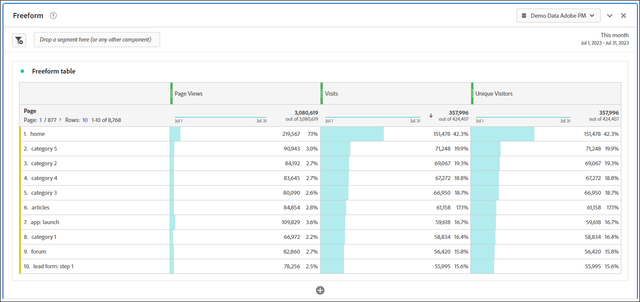 Freeform
Demo Data Adobe PM
Drop a segment here (or any other component)
This month
Jul 1, 2023 - Jul 31, 2023
Freeform table
Page Views Visits Unique Visitors
Page 3,080,619 357,996 357,996
Page: 1 / 877 > Rows: 10 1-10 of 8,768 Jul 1 Jul 31 out of 3,080,619 Jul 1 Jul 31 out of 424,407 Jul 1 Jul 31 out of 424,407
1. home 219,567 7.1% 151,478 42.3% 151,478 42.3%
2. category 5 90,943 3.0% 71,248 19.9% 71,248 19.9%
3. category 2 84,192 2.7% 69,067 19.3% 69,067 19.3%
4. category 4 83,645 2.7% 67,272 18.8% 67,272 18.8%
5. category 3 80,090 2.6% 66,950 18.7% 66,950 18.7%
6. articles 84,854 2.8% 61,158 17.1% 61,158 17.1%
7. app: launch 109,829 3.6% 59,618 16.7% 59,618 16.7%
8. category 1 66,972 2.2% 58,834 16.4% 58,834 16.4%
9. forum 82,860 2.7% 56,420 15.8% 56,420 15.8%
10. lead form: step 1 78,256 2.5% 55,995 15.6% 55,995 15.6%